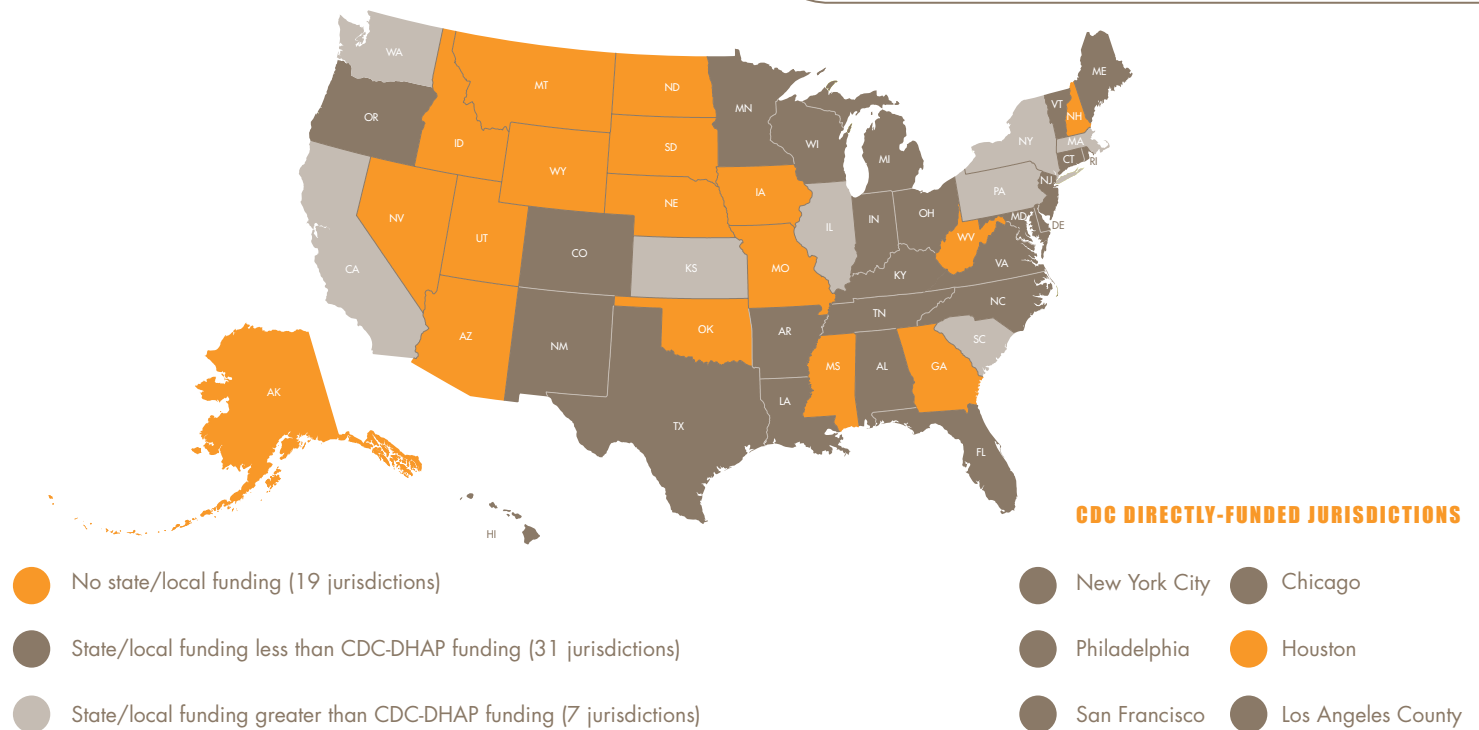 WA
MT
ND
MN
ME
OR
ID
SD
WI
MI
VT
NH
NY
MA
CT
RI
WY
IA
NE
PA
NJ
NV
UT
CO
IL
IN
OH
MD
DE
WV
CA
KS
MO
KY
VA
AZ
NM
OK
AR
TN
NC
SC
AK
TX
LA
MS
AL
GA
FL
HI
CDC DIRECTLY-FUNDED JURISDICTIONS
No state/local funding (19 jurisdictions)
State/local funding less than CDC-DHAP funding (31 jurisdictions)
State/local funding greater than CDC-DHAP funding (7 jurisdictions)
New York City
Chicago
Philadelphia
Houston
San Francisco
Los Angeles County